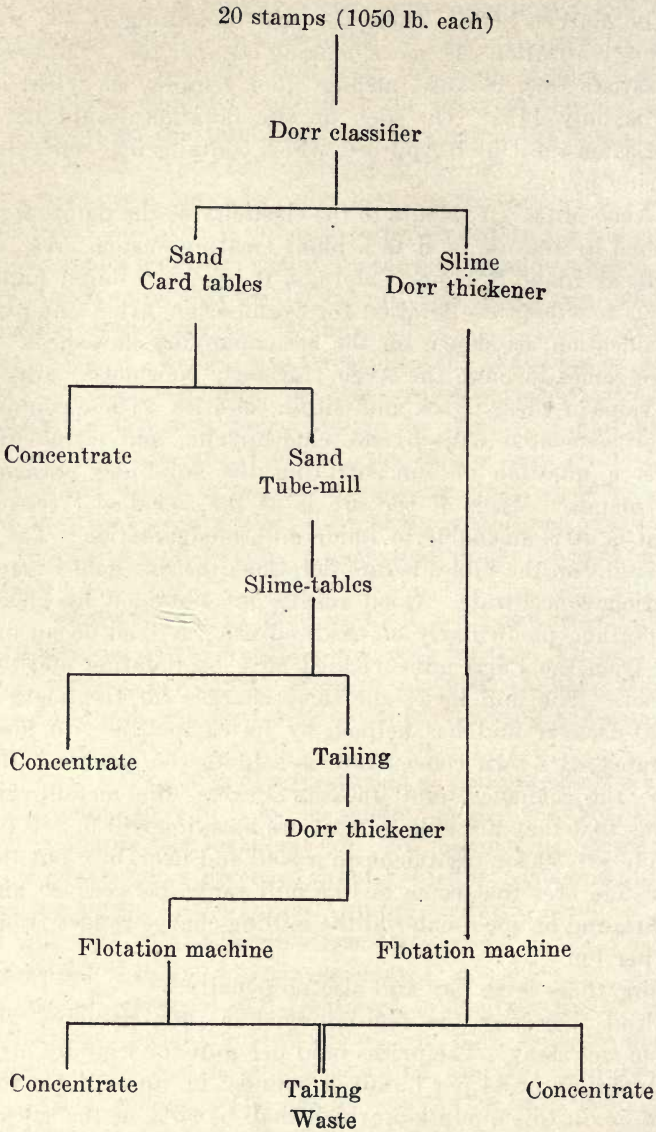 20 stamps (1050 lb. each)
Dorr classifier
Sand
Card tables
Slime
Dorr thickener
Concentrate
Sand
Tube-mill
Slime-tables
Concentrate
Tailing
Dorr thickener
Flotation machine
Flotation machine
Concentrate
Tailing
Waste
Concentrate